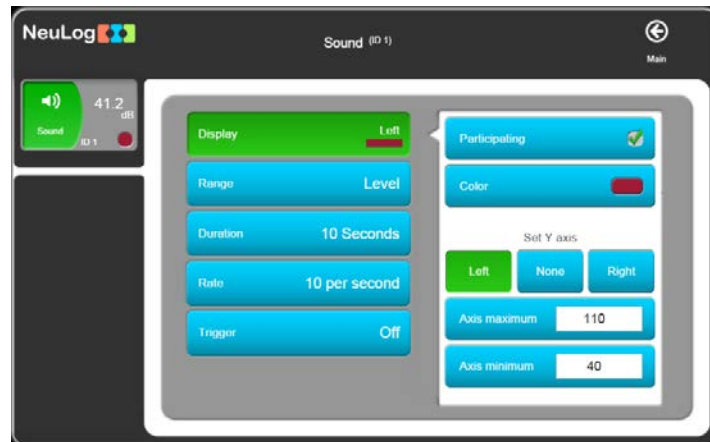 NeuLog
Sound (ID 1)
Main
41.2
dB
Sound
ID 1
Display Left
Range Level
Duration 10 Seconds
Rate 10 per second
Trigger Off
Participating
Color
Set Y axis
Left None Right
Axis maximum 110
Axis minimum 40